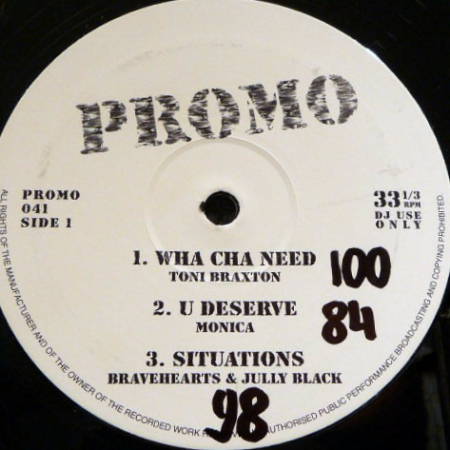 PROMO
PROMO
041
SIDE 1
33 1/3 RPM
DJ USE
ONLY
1. WHA CHA NEED 100
TONI BRAXTON
2. U DESERVE 84
MONICA
3. SITUATIONS
BRAVEHEARTS & JULLY BLACK
98
ALL RIGHTS OF THE MANUFACTURER AND OF THE OWNER OF THE RECORDED WORK AUTHORISED PUBLIC PERFORMANCE BROADCASTING AND COPYING PROHIBITED.